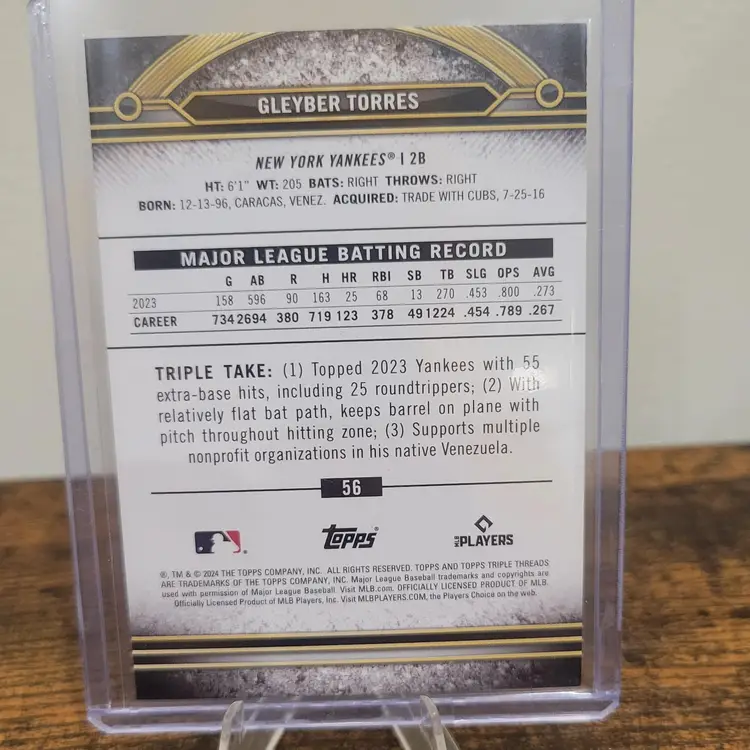 GLEYBER TORRES
NEW YORK YANKEES® | 2B
HT: 6'1" WT: 205 BATS: RIGHT THROWS: RIGHT
BORN: 12-13-96, CARACAS, VENEZ. ACQUIRED: TRADE WITH CUBS, 7-25-16
MAJOR LEAGUE BATTING RECORD
G AB R H HR RBI SB TB SLG OPS AVG
2023 158 596 90 163 25 68 13 270 .453 .800 .273
CAREER 734 2694 380 719 123 378 49 1224 .454 .789 .267
TRIPLE TAKE: (1) Topped 2023 Yankees with 55
extra-base hits, including 25 roundtrippers; (2) With
relatively flat bat path, keeps barrel on plane with
pitch throughout hitting zone; (3) Supports multiple
nonprofit organizations in his native Venezuela.
56
Topps®
MLB PLAYERS
®, TM & © 2024 THE TOPPS COMPANY, INC. ALL RIGHTS RESERVED. TOPPS AND TOPPS TRIPLE THREADS
ARE TRADEMARKS OF THE TOPPS COMPANY, INC. Major League Baseball trademarks and copyrights are
used with permission of Major League Baseball. Visit MLB.com. OFFICIALLY LICENSED PRODUCT OF MLB.
Officially Licensed Product of MLB Players, Inc. Visit MLBPLAYERS.COM, the Players Choice on the web.